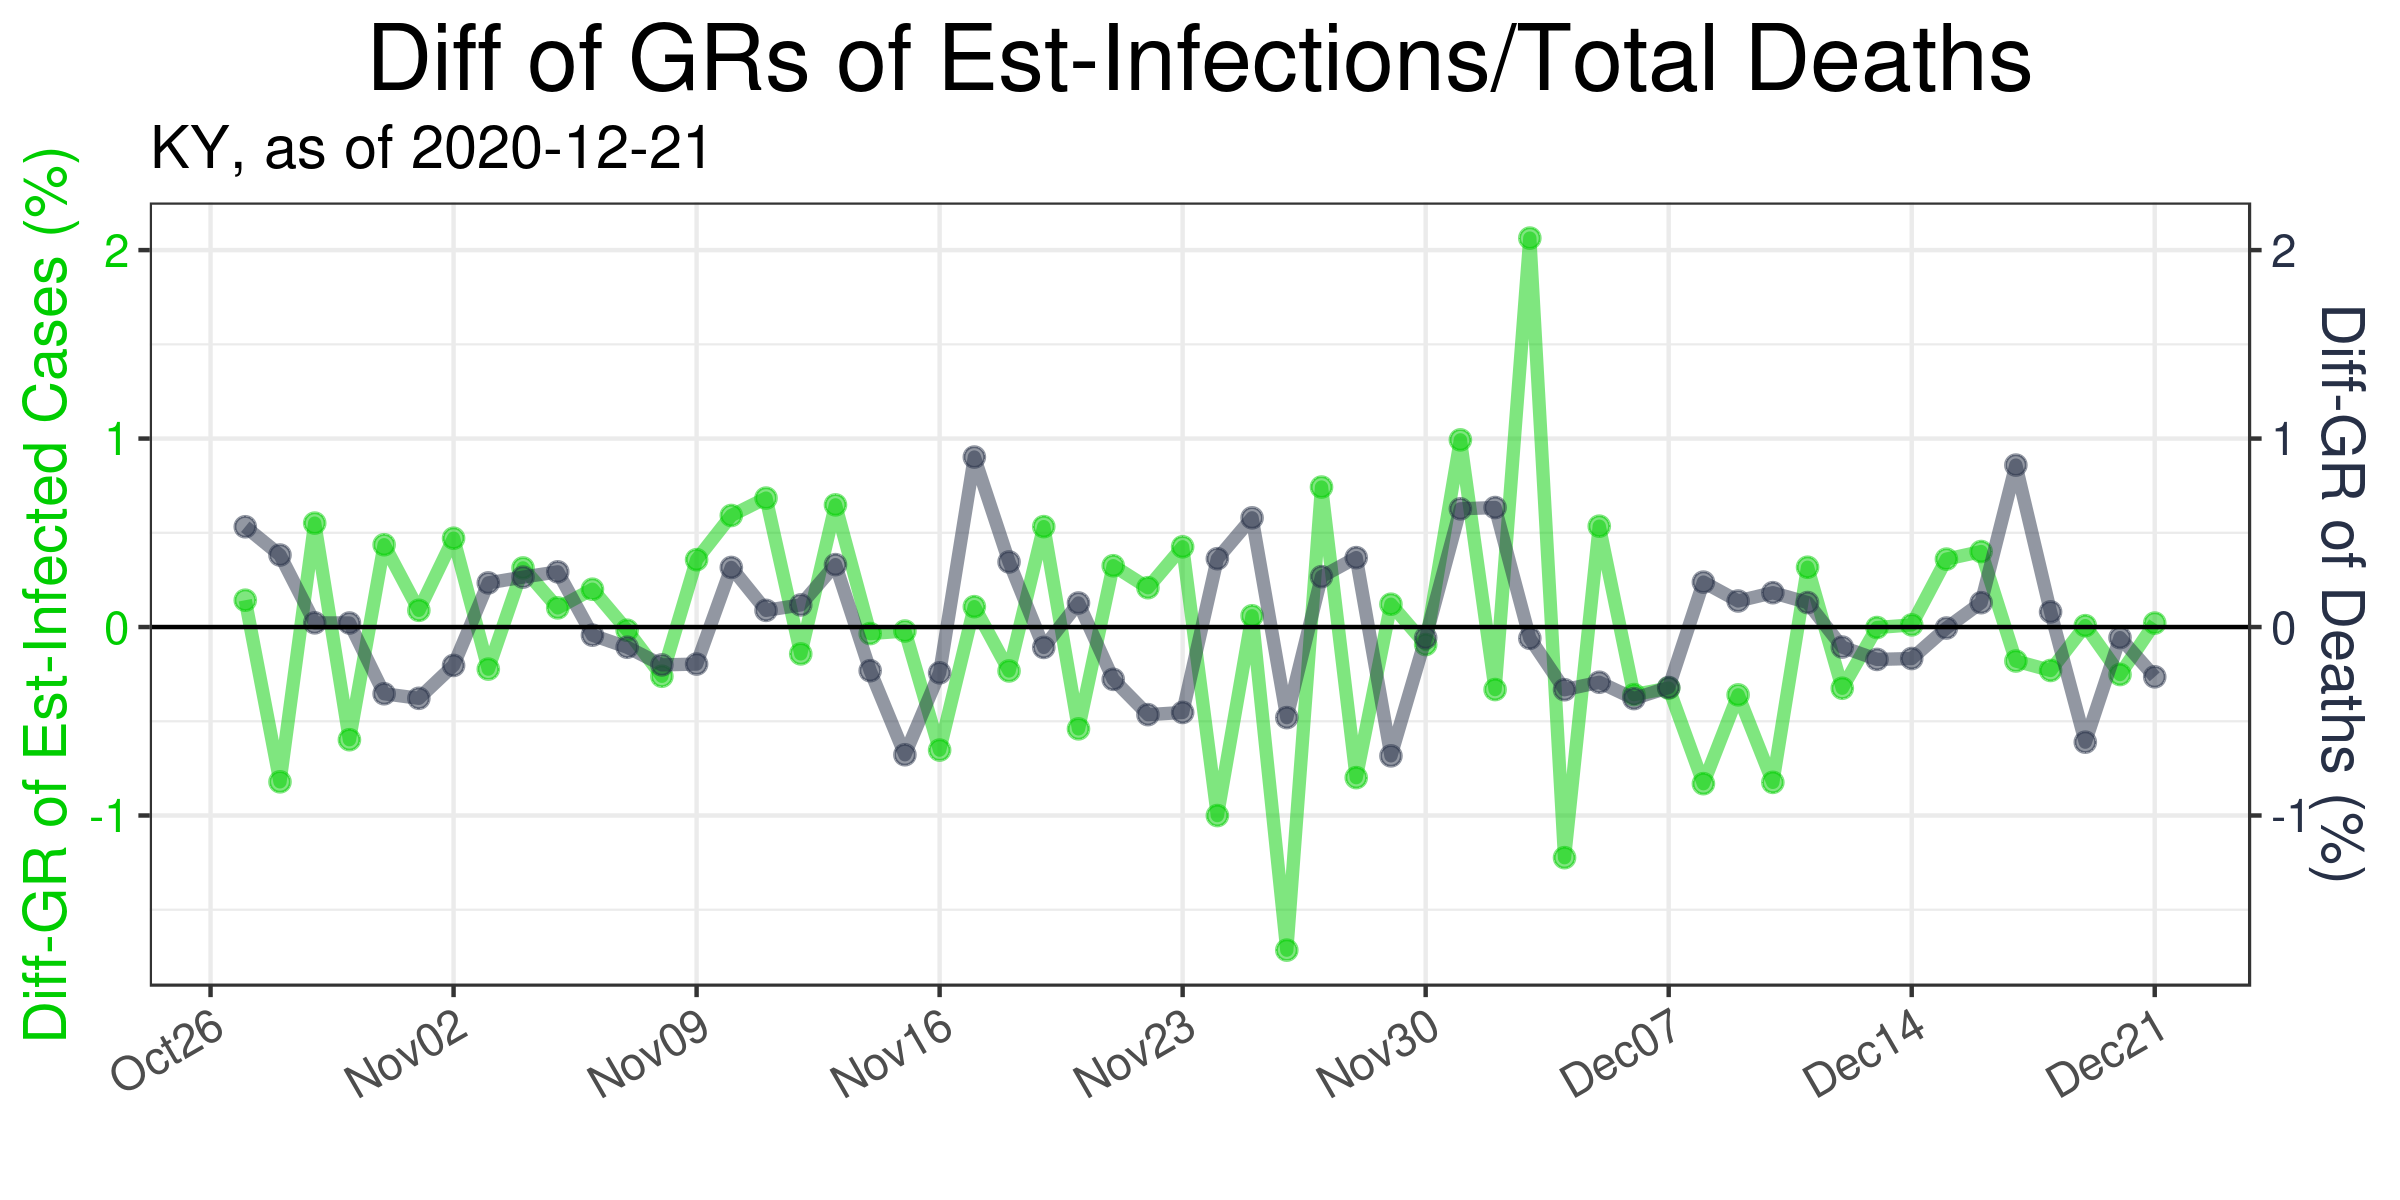 Diff of GRs of Est-Infections/Total Deaths
KY, as of 2020-12-21
Diff-GR of Est-Infected Cases (%)
2
1
0
-1
2
1
0
-1
Diff-GR of Deaths (%)
Oct26
Nov02
Nov09
Nov16
Nov23
Nov30
Dec07
Dec14
Dec21